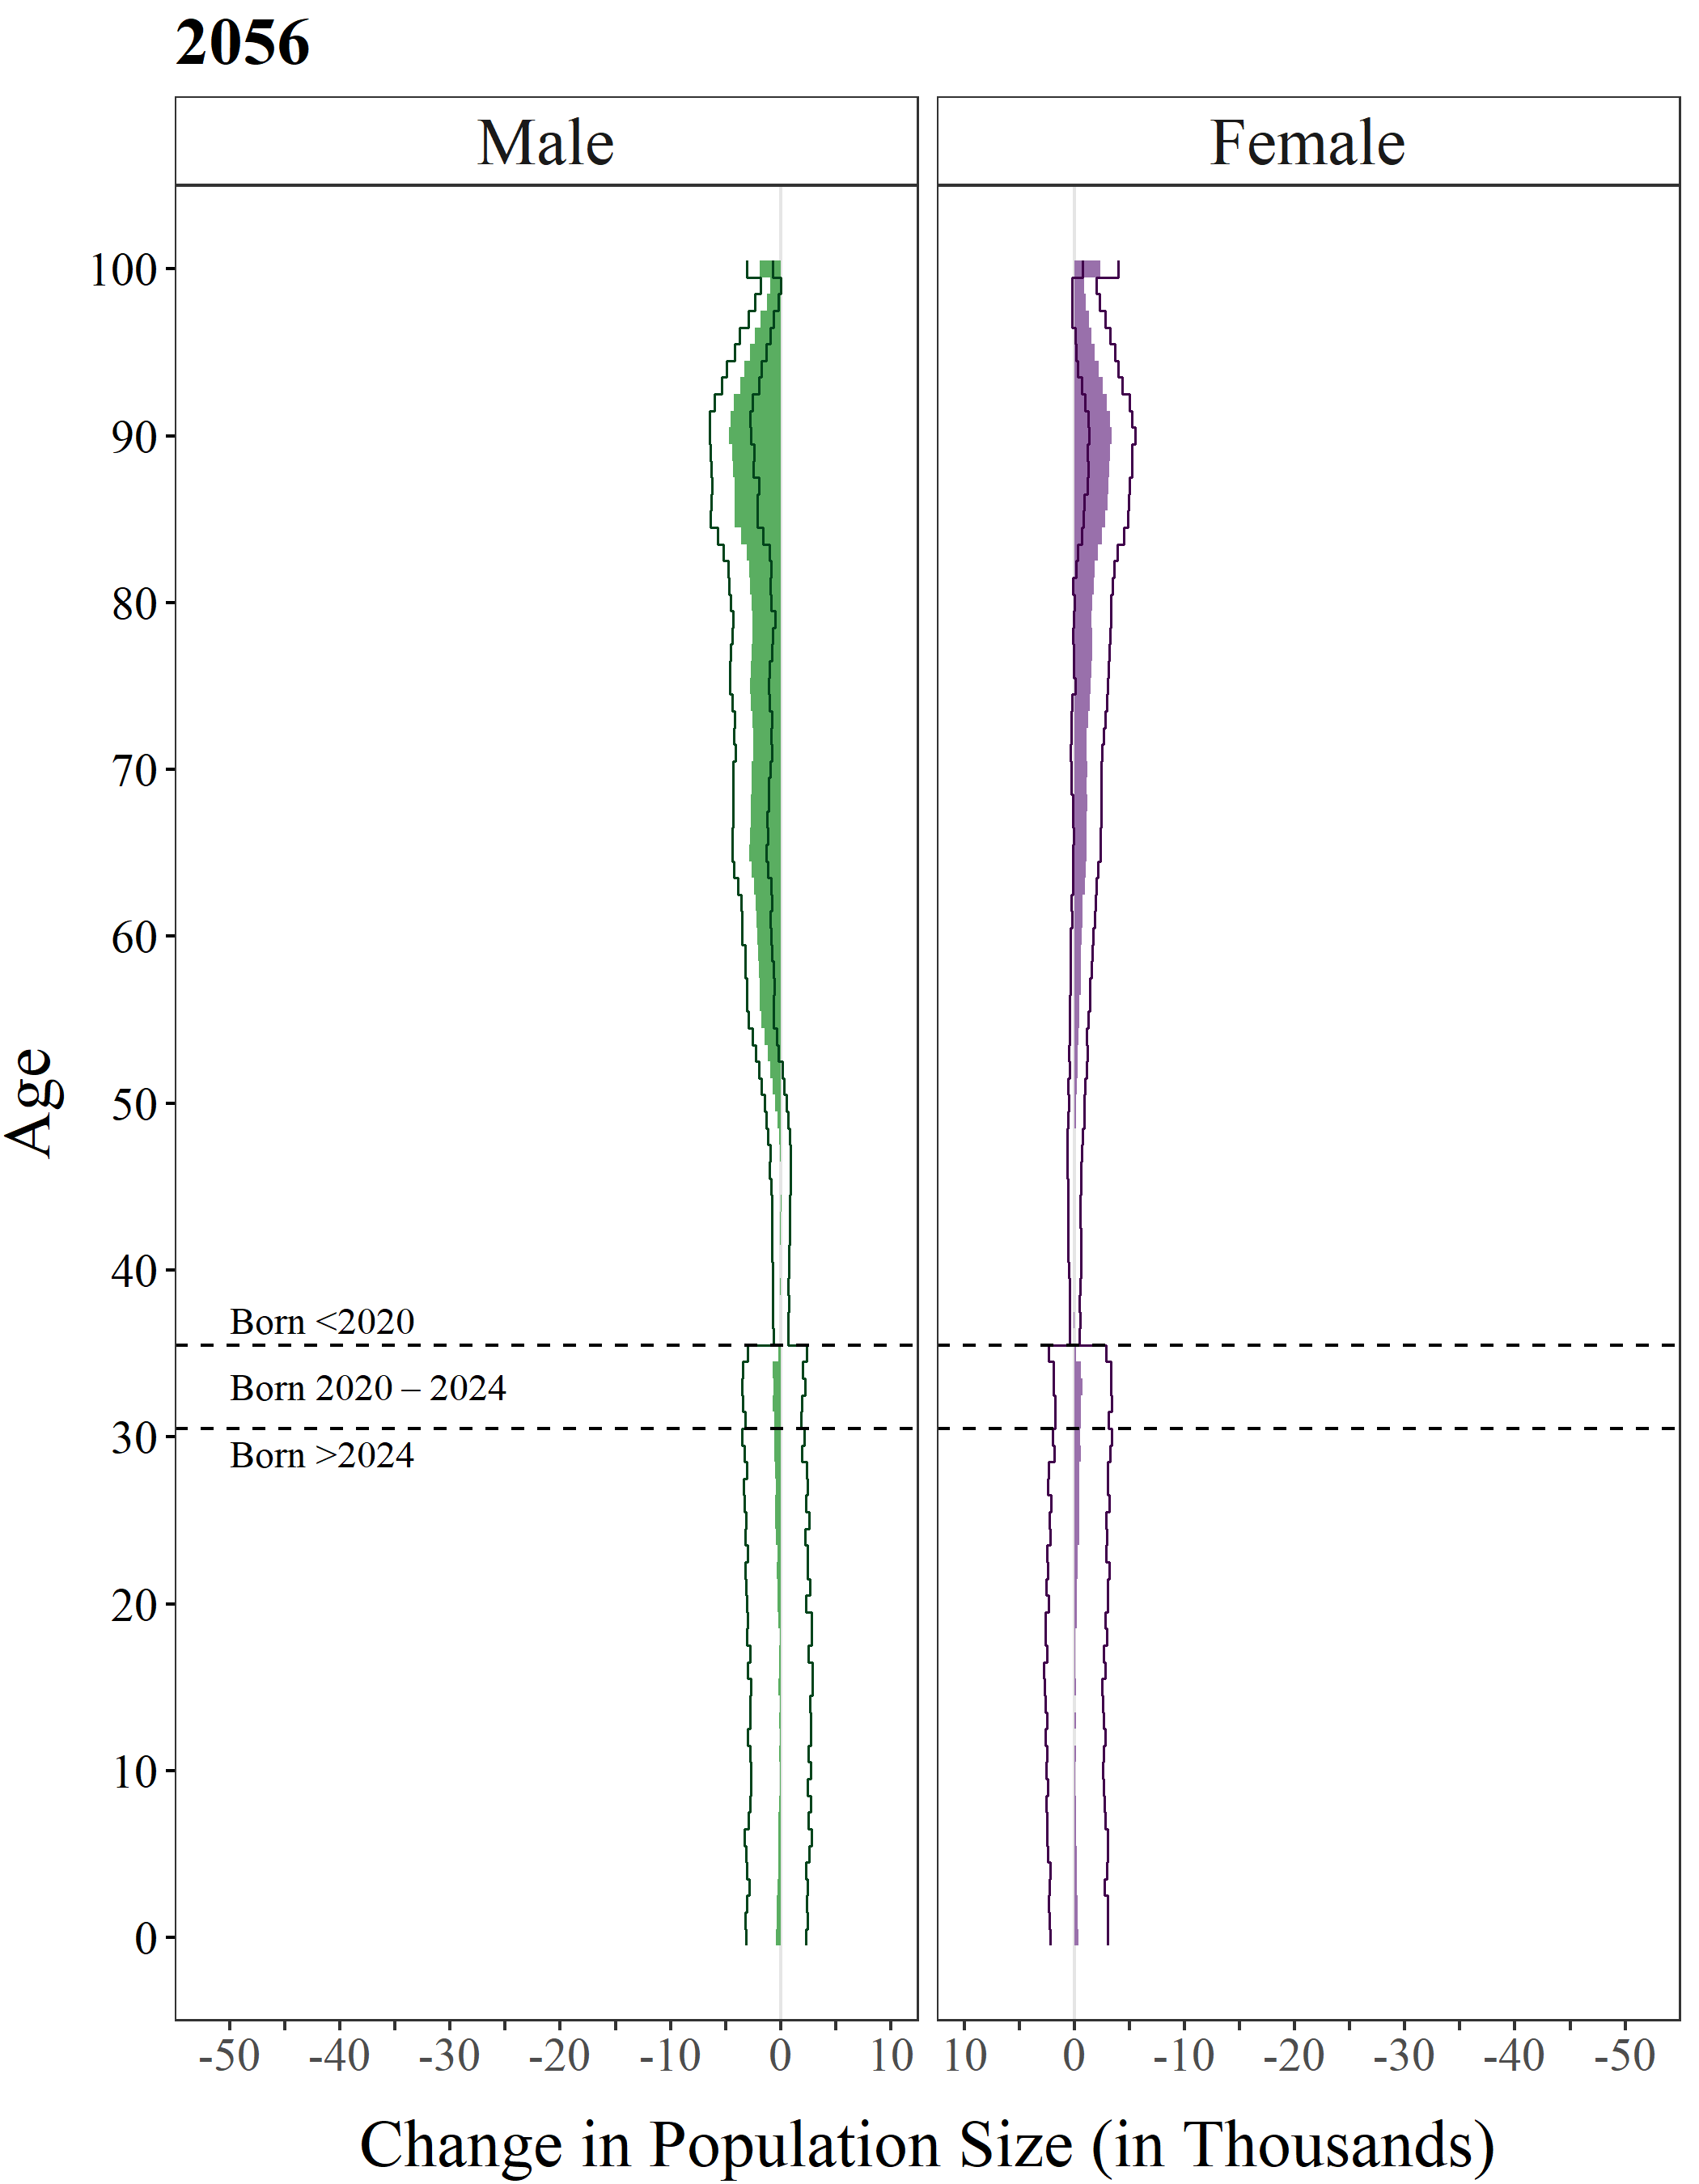 2056
Male
Female
100
90
80
70
60
50
40
30
20
10
0
Age
Born <2020
Born 2020 – 2024
Born >2024
-50 -40 -30 -20 -10 0 10
10 0 -10 -20 -30 -40 -50
Change in Population Size (in Thousands)